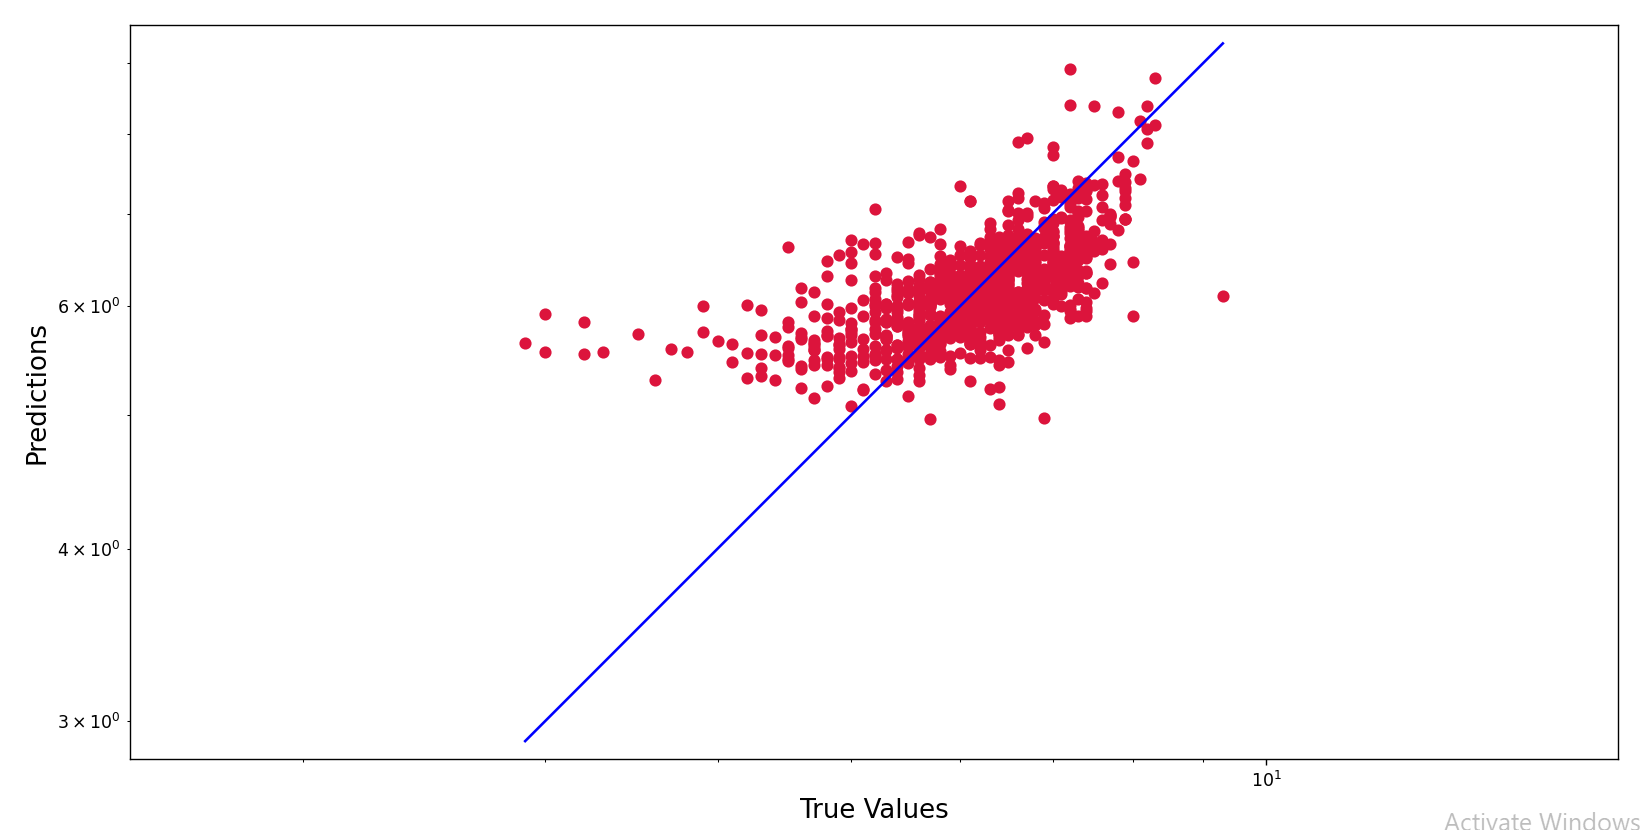 6 × 10⁰
4 × 10⁰
3 × 10⁰
Predictions
10¹
True Values
Activate Windows